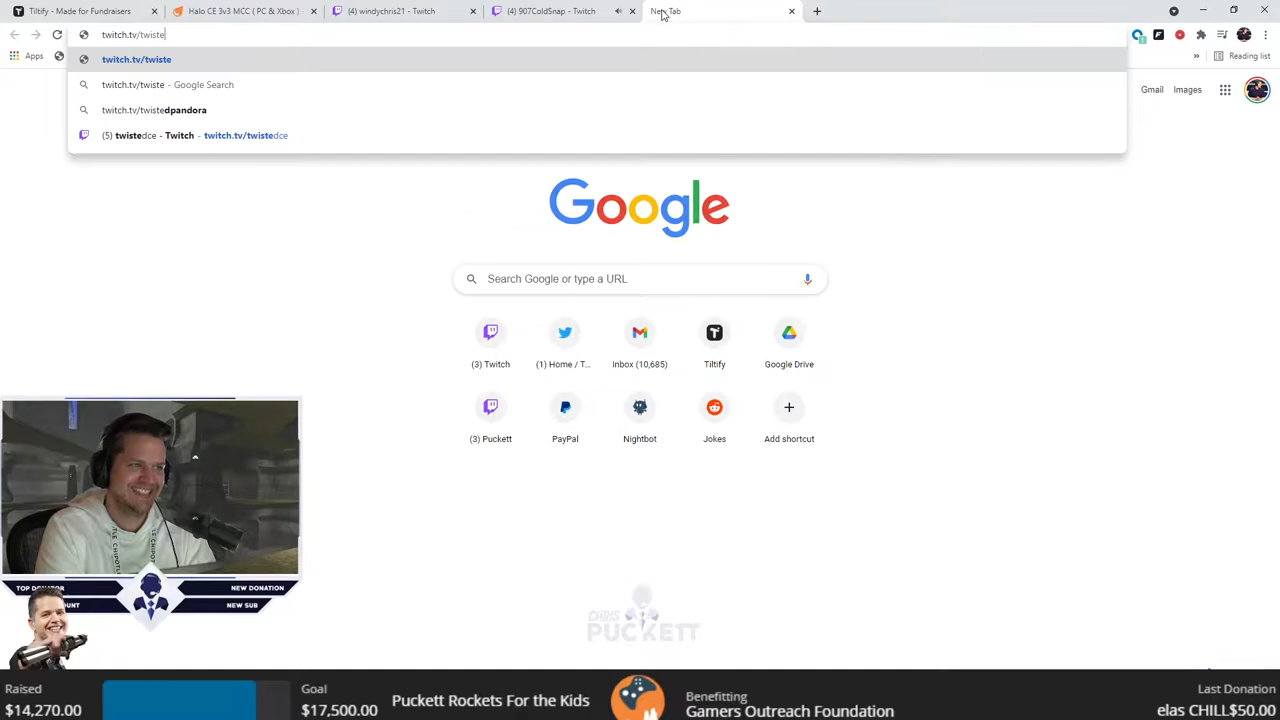 Tiltify - Made for Fundraisers
Halo CE 3v3 MCC ( PC & Xbox )
(4) windychris21 - Twitch
(4) 907ColdSnap - Twitch
New Tab
twitch.tv/twiste
Apps
Reading list
twitch.tv/twiste
twitch.tv/twiste - Google Search
twitch.tv/twistedpandora
(5) twistedce - Twitch - twitch.tv/twistedce
Gmail
Images
Google
Search Google or type a URL
(3) Twitch
(1) Home / T...
Inbox (10,685)
Tiltify
Google Drive
(3) Puckett
PayPal
Nightbot
Jokes
Add shortcut
CHIPOTLE
TOP DONATOR
NEW DONATION
NEW SUB
CHRIS
PUCKETT
Raised
$14,270.00
Goal
$17,500.00
Puckett Rockets For the Kids
Benefitting
Gamers Outreach Foundation
Last Donation
elas CHILL$50.00